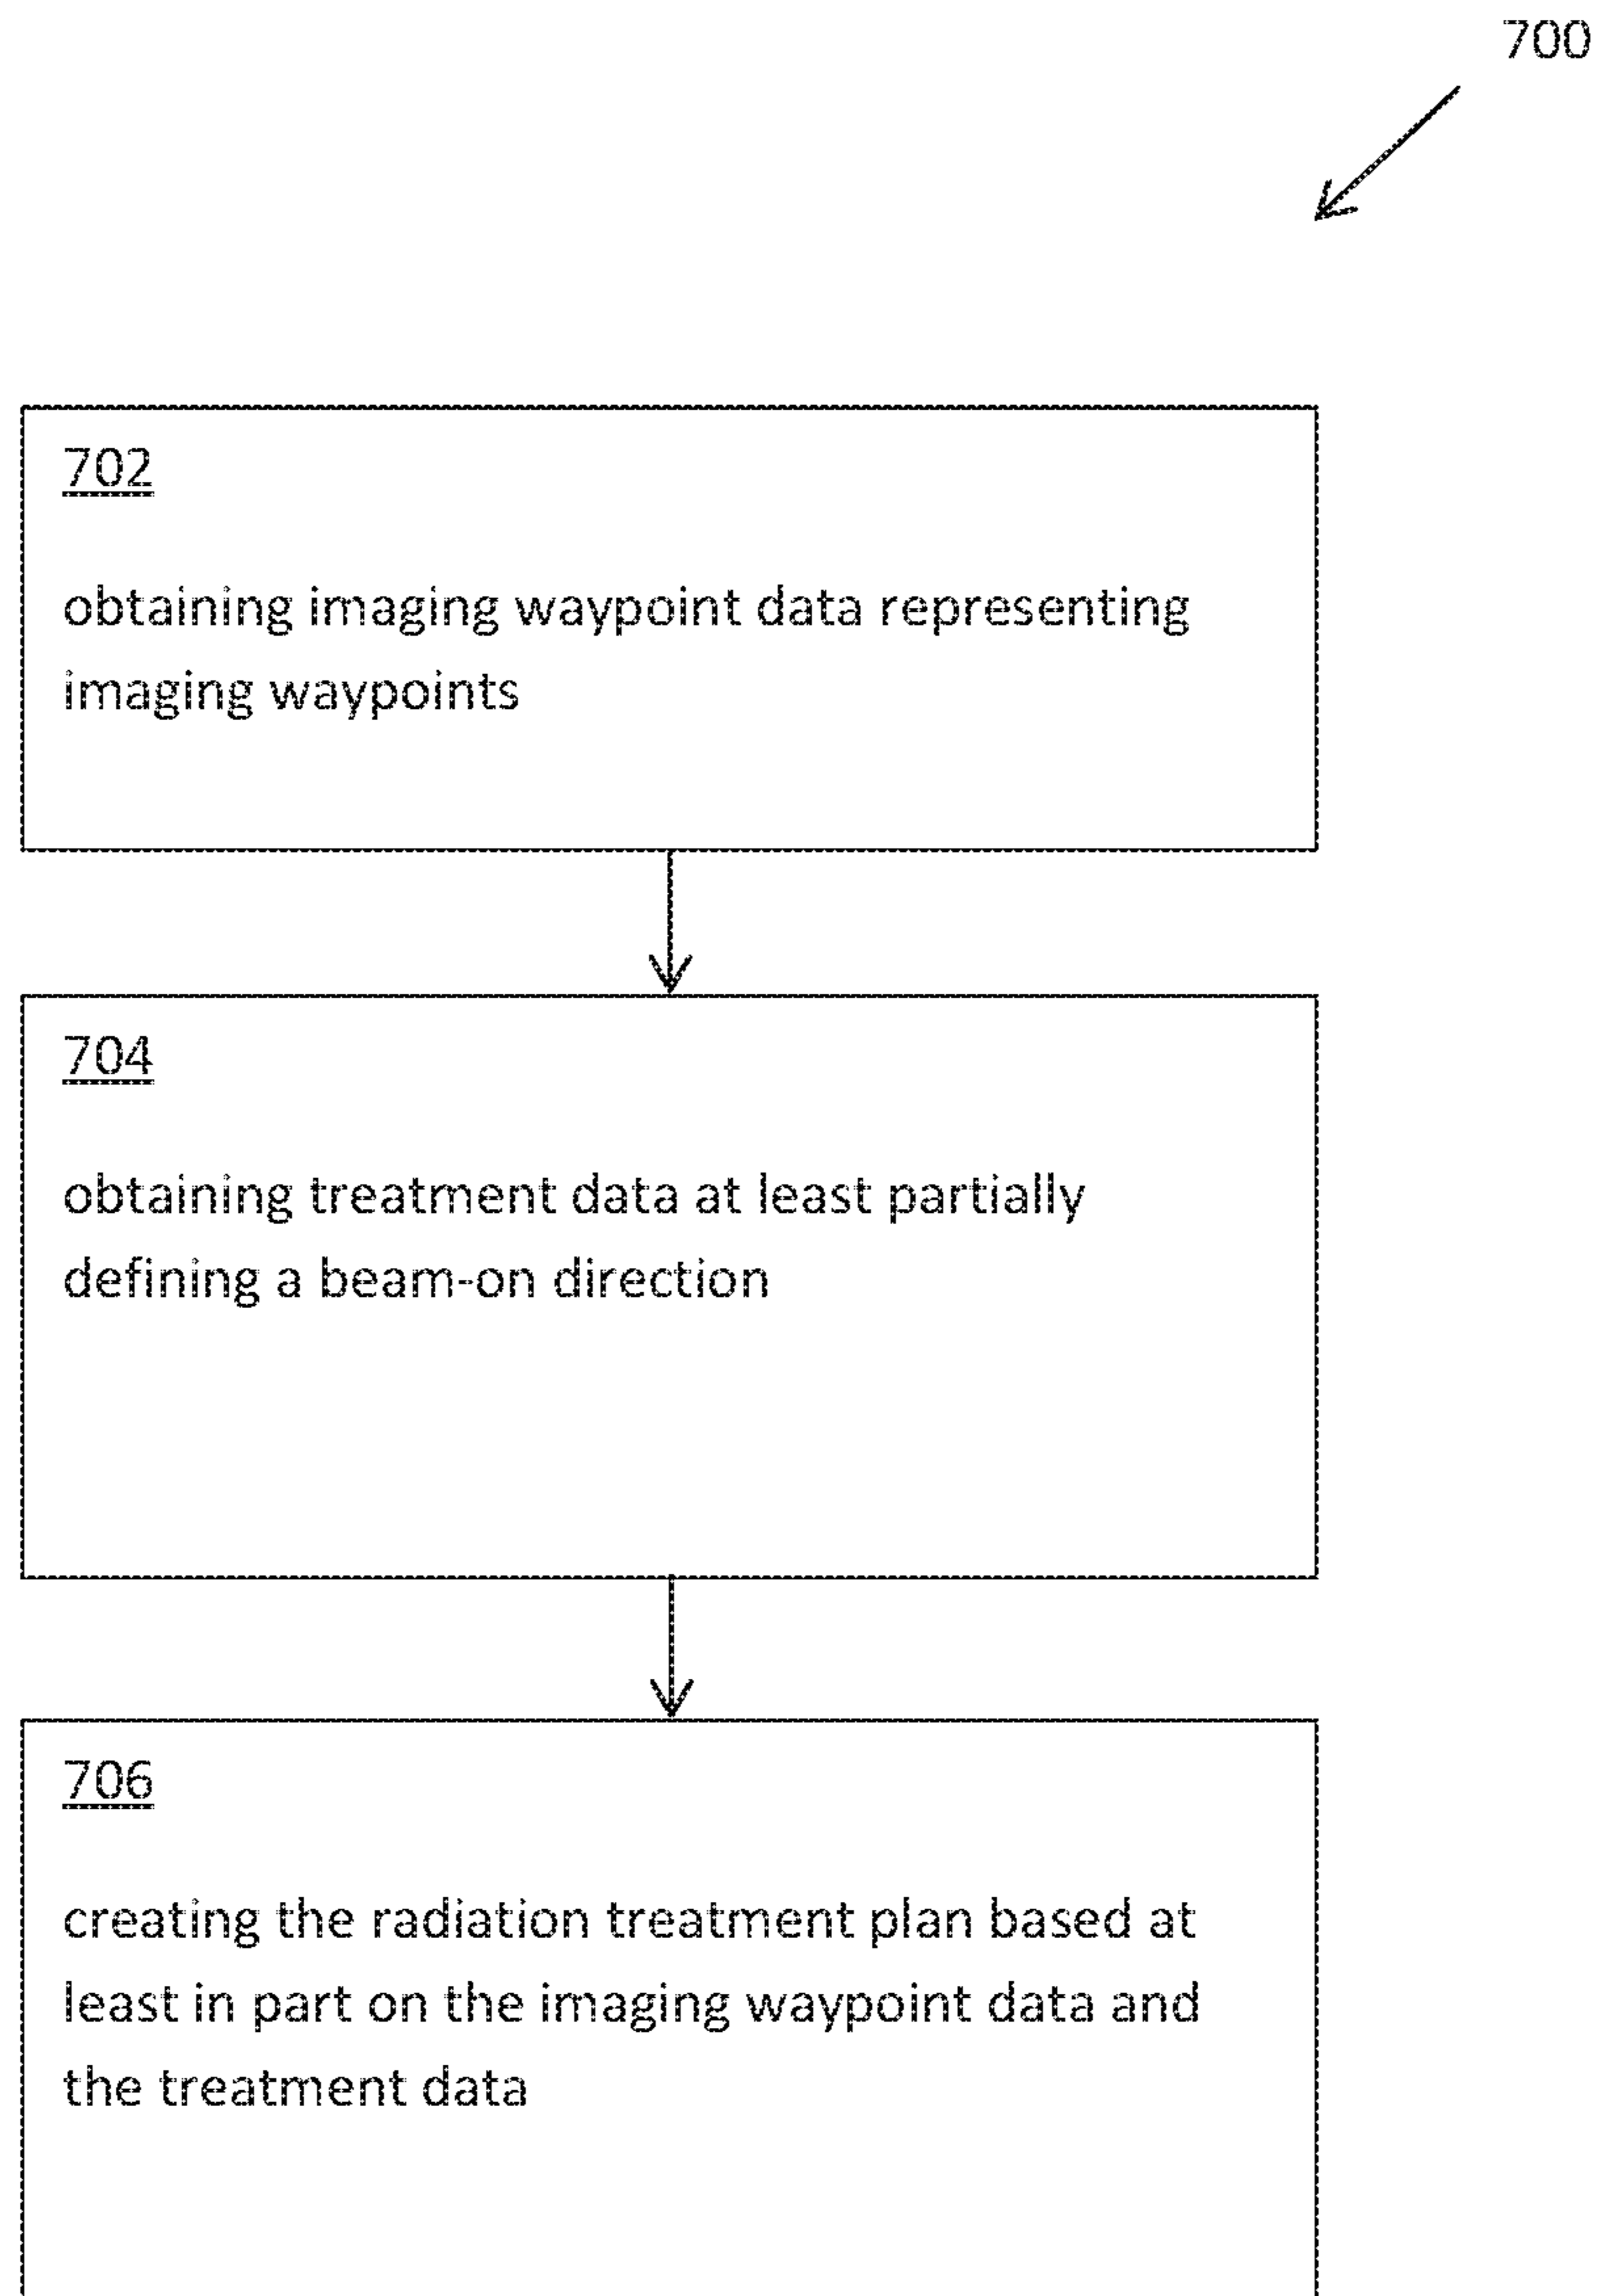 700
702
obtaining imaging waypoint data representing
imaging waypoints
704
obtaining treatment data at least partially
defining a beam-on direction
706
creating the radiation treatment plan based at
least in part on the imaging waypoint data and
the treatment data